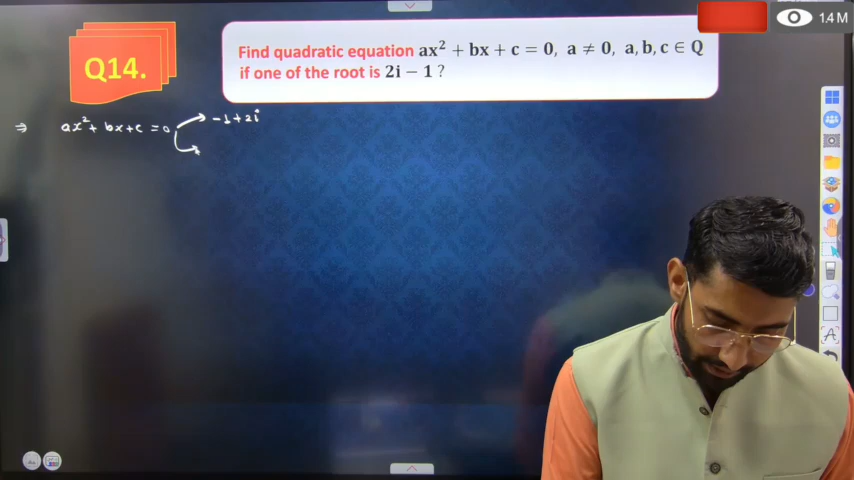 1.4 M
Q14.
Find quadratic equation ax² + bx + c = 0, a ≠ 0, a, b, c ∈ Q
if one of the root is 2i − 1 ?
⇒ ax² + bx + c = 0 → -1+2i
A